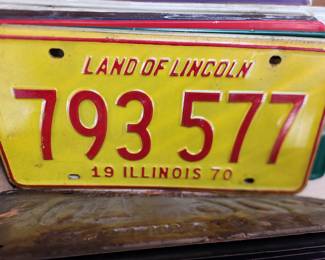 LAND OF LINCOLN
793 577
19 ILLINOIS 70